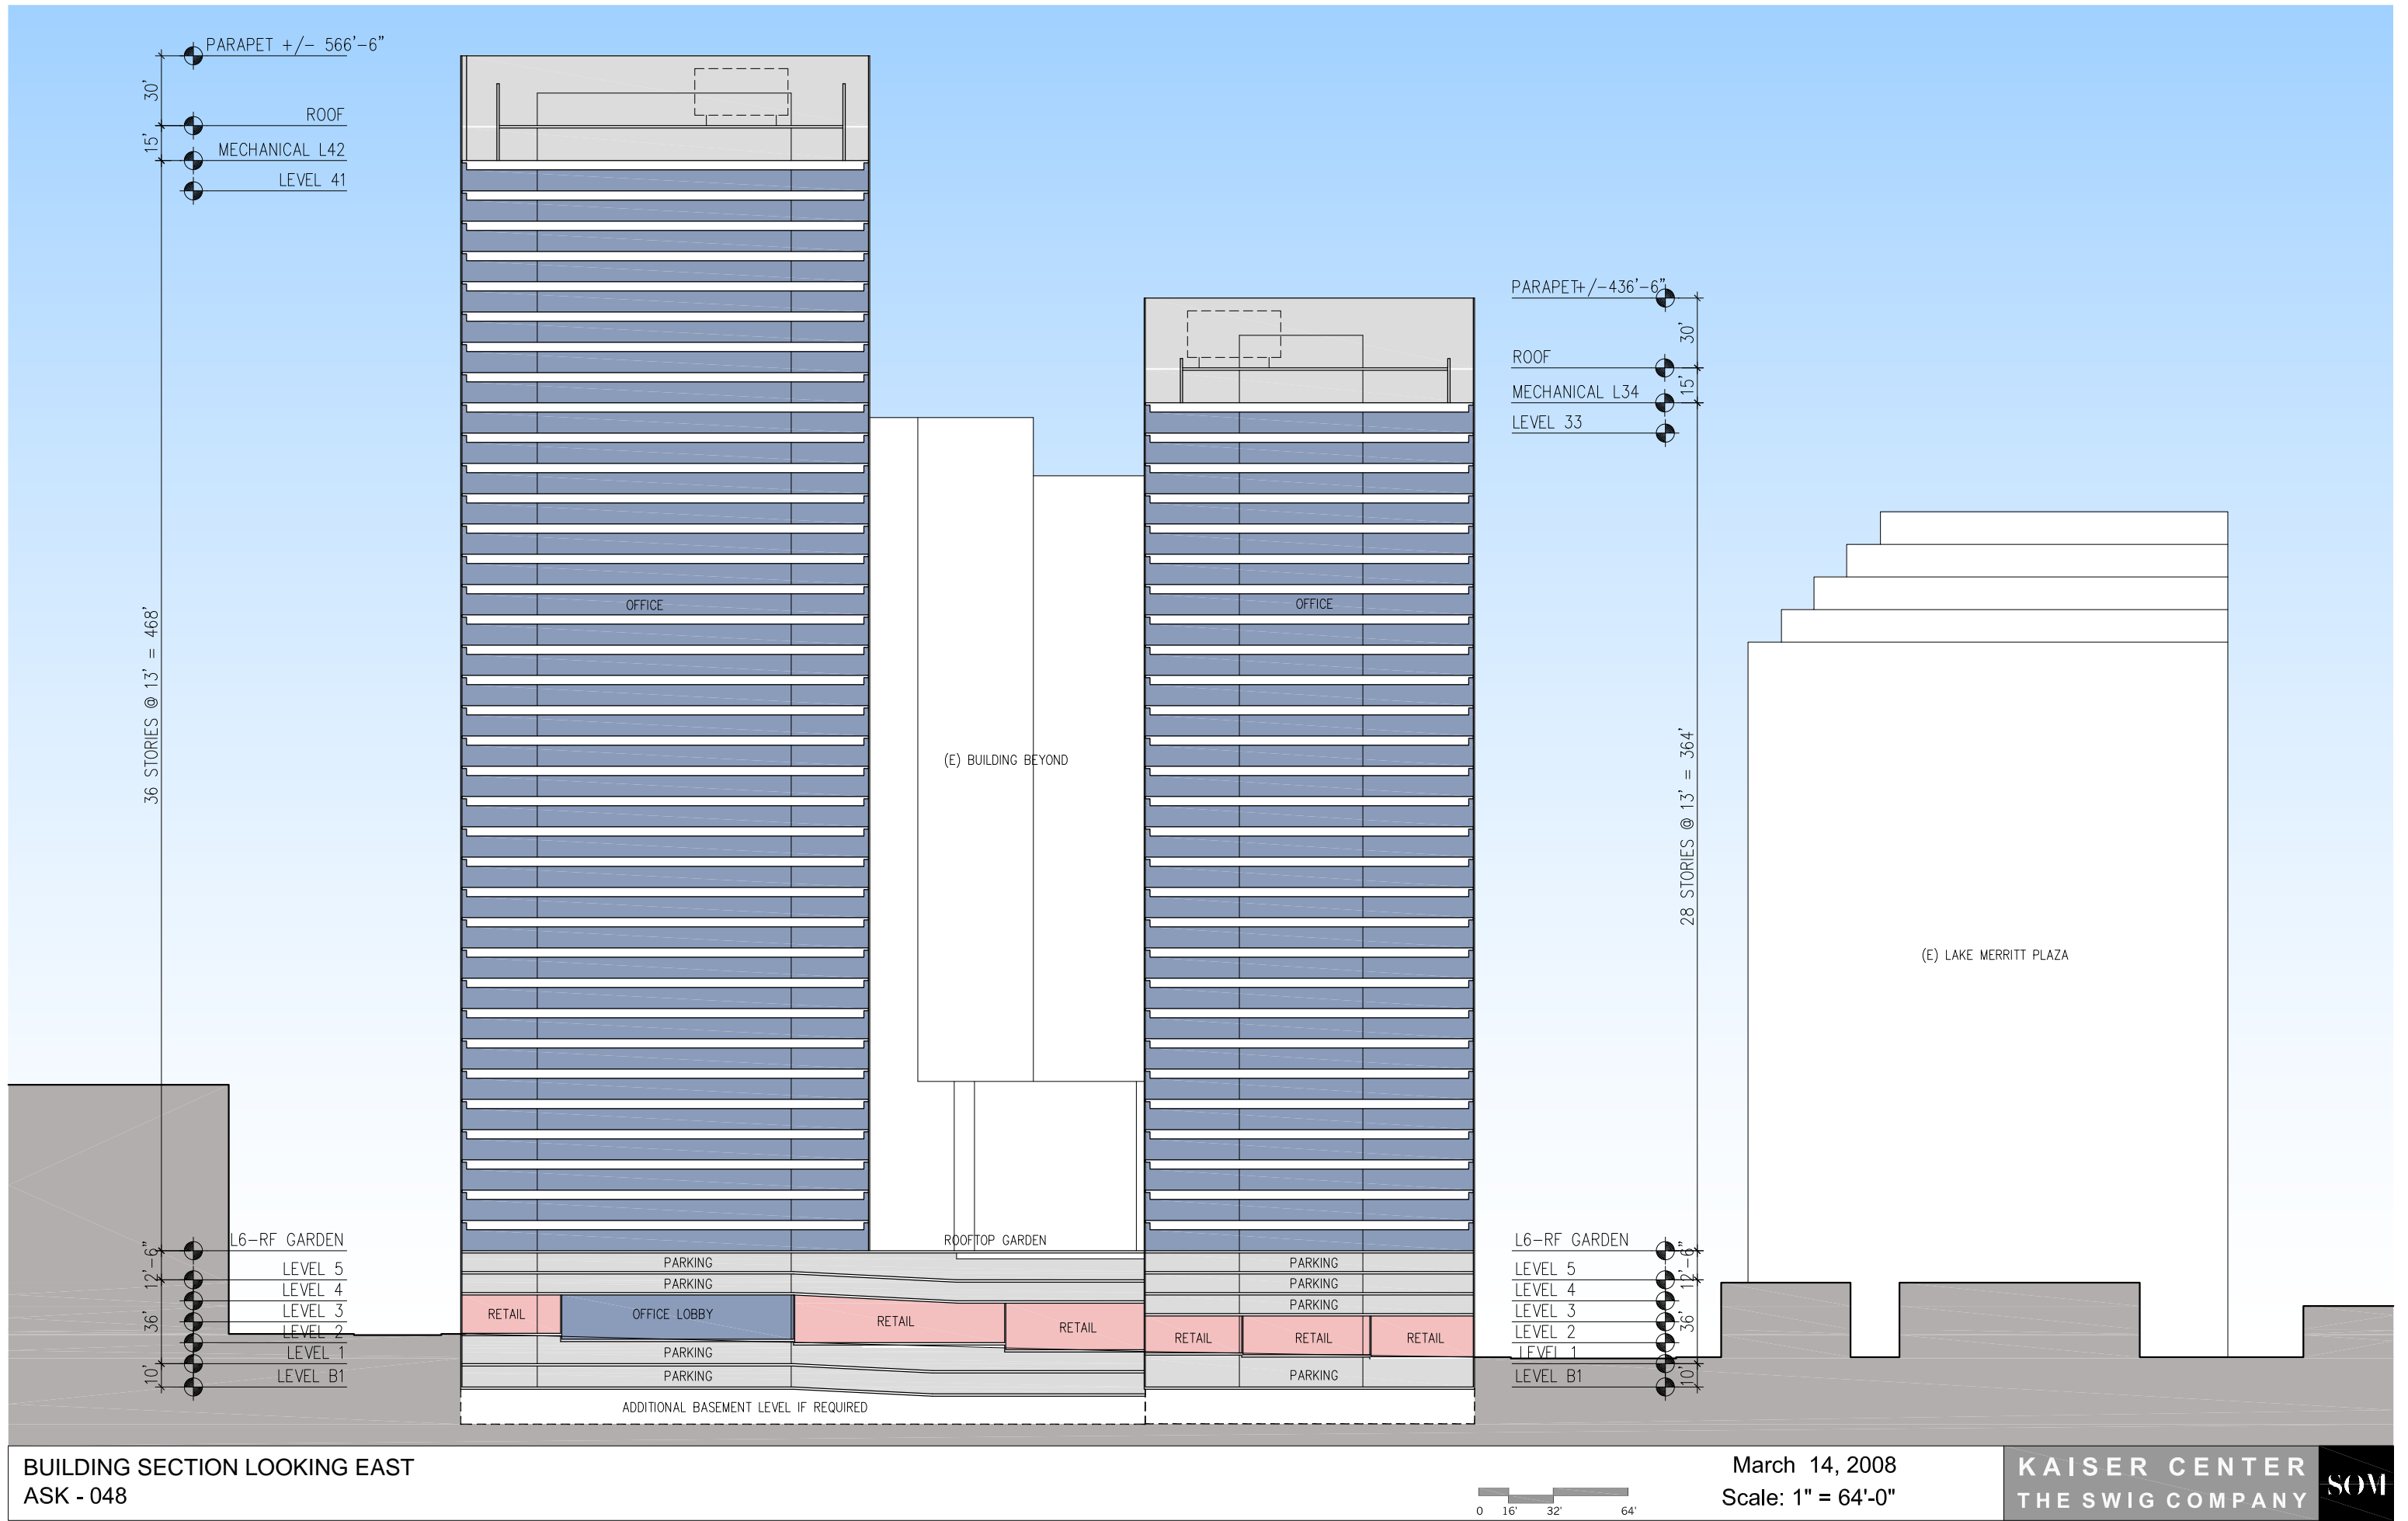 PARAPET +/- 566'-6"
30'
ROOF
15'
MECHANICAL L42
LEVEL 41
36 STORIES @ 13' = 468'
L6-RF GARDEN
12'-6"
LEVEL 5
LEVEL 4
LEVEL 3
36'
LEVEL 2
LEVEL 1
10'
LEVEL B1
OFFICE
(E) BUILDING BEYOND
OFFICE
ROOFTOP GARDEN
PARKING
PARKING
PARKING
PARKING
PARKING
RETAIL
OFFICE LOBBY
RETAIL
RETAIL
RETAIL
RETAIL
RETAIL
PARKING
PARKING
PARKING
PARKING
ADDITIONAL BASEMENT LEVEL IF REQUIRED
PARAPET+/-436'-6"
30'
ROOF
15'
MECHANICAL L34
LEVEL 33
28 STORIES @ 13' = 364'
L6-RF GARDEN
12'-6"
LEVEL 5
LEVEL 4
LEVEL 3
36'
LEVEL 2
LEVEL 1
10'
LEVEL B1
(E) LAKE MERRITT PLAZA
BUILDING SECTION LOOKING EAST
ASK - 048
0 16' 32' 64'
March 14, 2008
Scale: 1" = 64'-0"
KAISER CENTER
THE SWIG COMPANY
SOM